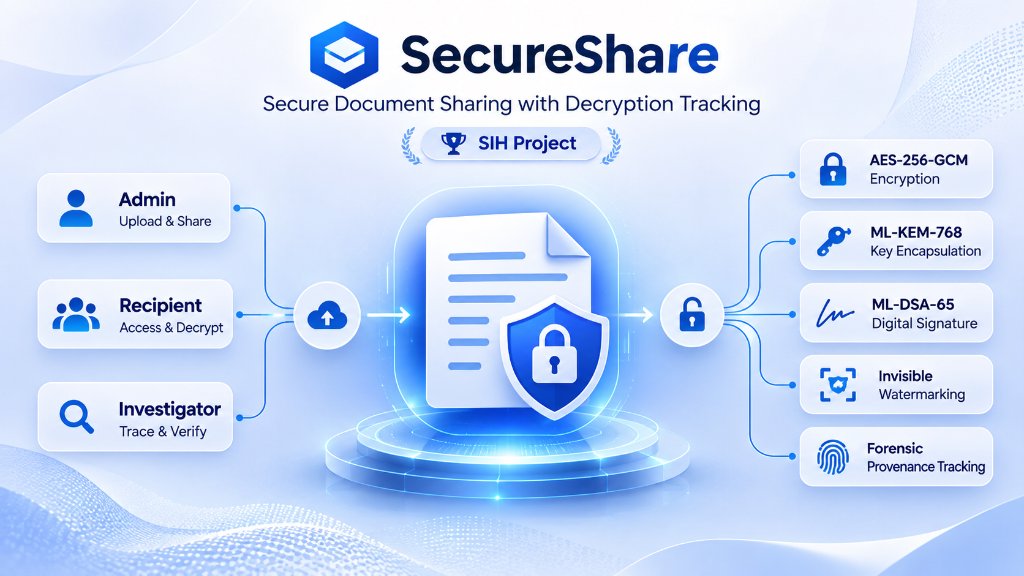 SecureShare
Secure Document Sharing with Decryption Tracking
SIH Project
Admin
Upload & Share
Recipient
Access & Decrypt
Investigator
Trace & Verify
AES-256-GCM
Encryption
ML-KEM-768
Key Encapsulation
ML-DSA-65
Digital Signature
Invisible
Watermarking
Forensic
Provenance Tracking